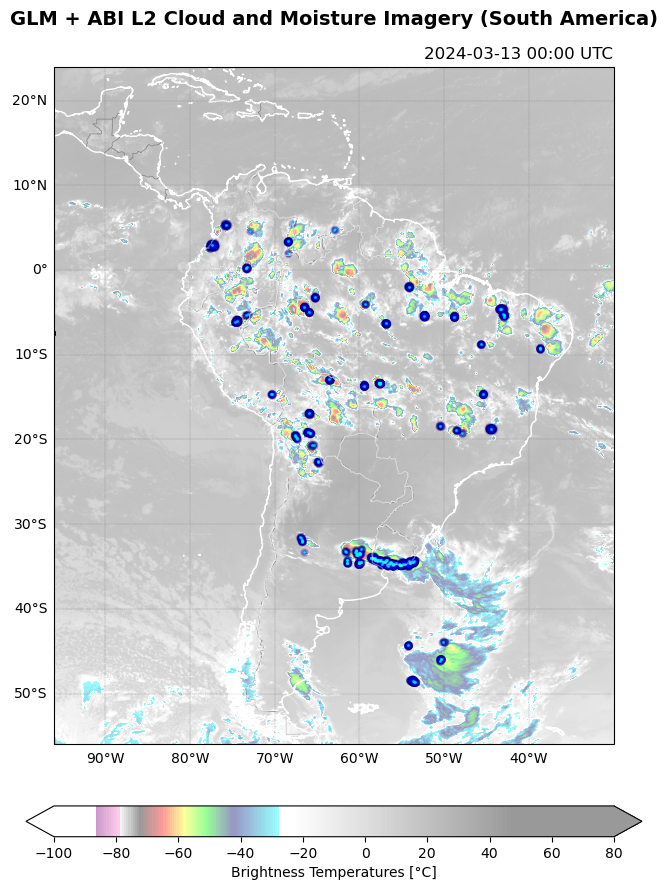 GLM + ABI L2 Cloud and Moisture Imagery (South America)
2024-03-13 00:00 UTC
20°N
10°N
0°
10°S
20°S
30°S
40°S
50°S
90°W 80°W 70°W 60°W 50°W 40°W
−100 −80 −60 −40 −20 0 20 40 60 80
Brightness Temperatures [°C]